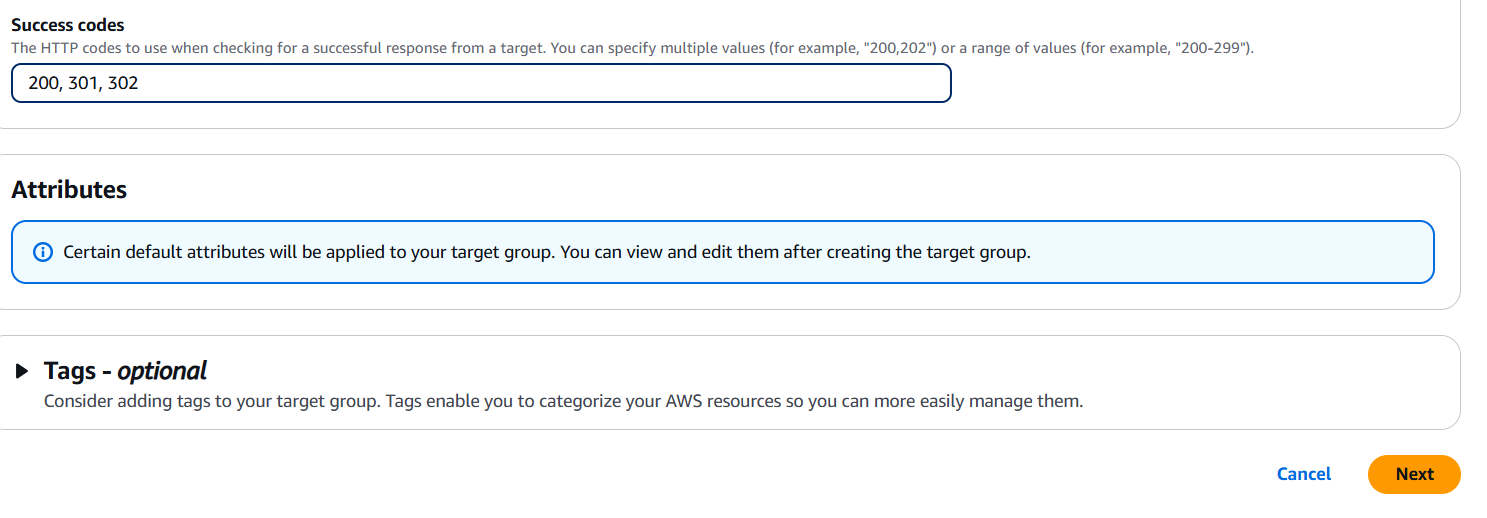 Success codes
The HTTP codes to use when checking for a successful response from a target. You can specify multiple values (for example, "200,202") or a range of values (for example, "200-299").
200, 301, 302
Attributes
Certain default attributes will be applied to your target group. You can view and edit them after creating the target group.
Tags - optional
Consider adding tags to your target group. Tags enable you to categorize your AWS resources so you can more easily manage them.
Cancel Next